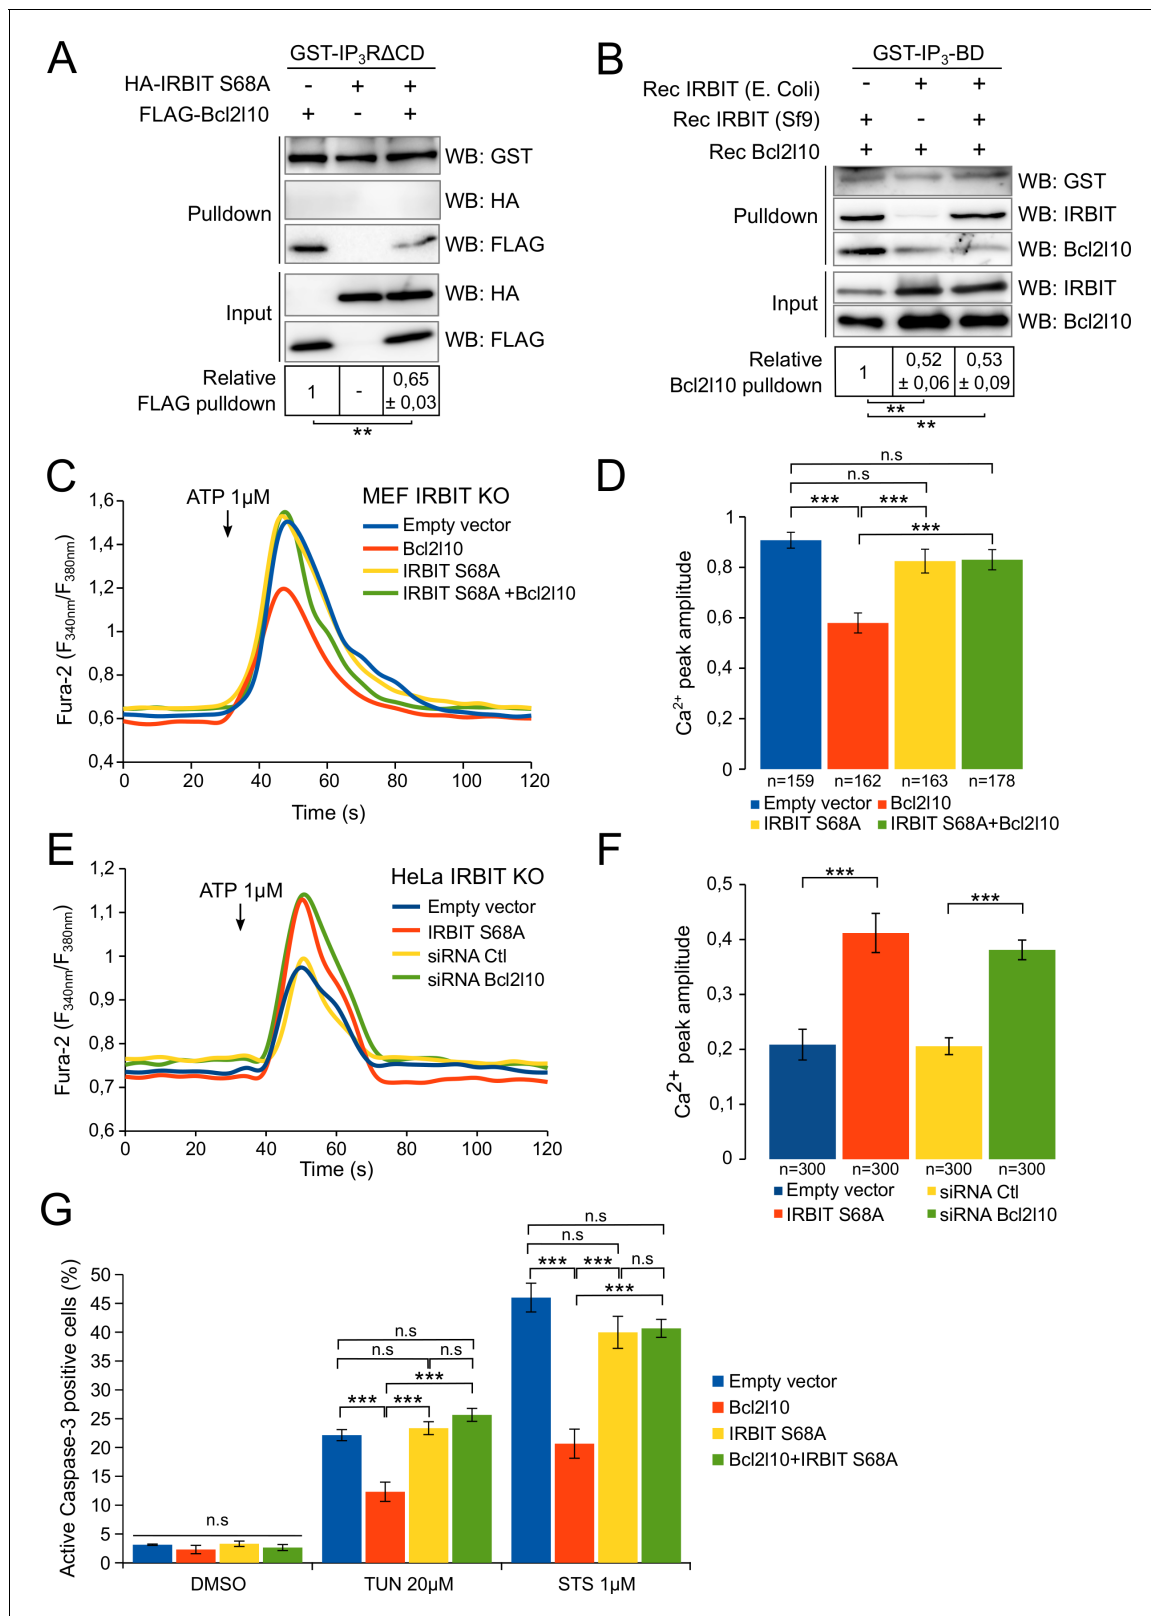 A
GST-IP3RΔCD
HA-IRBIT S68A - + +
FLAG-Bcl2l10 + - +
Pulldown
WB: GST
WB: HA
WB: FLAG
Input
WB: HA
WB: FLAG
Relative FLAG pulldown
1
-
0,65 ± 0,03
**
B
GST-IP3-BD
Rec IRBIT (E. Coli) - + +
Rec IRBIT (Sf9) + - +
Rec Bcl2l10 + + +
Pulldown
WB: GST
WB: IRBIT
WB: Bcl2l10
Input
WB: IRBIT
WB: Bcl2l10
Relative Bcl2l10 pulldown
1
0,52 ± 0,06
0,53 ± 0,09
**
**
C
ATP 1µM
MEF IRBIT KO
Empty vector
Bcl2l10
IRBIT S68A
IRBIT S68A +Bcl2l10
Fura-2 (F340nm/F380nm)
1,6
1,4
1,2
1
0,8
0,6
0,4
0 20 40 60 80 100 120
Time (s)
D
n.s
n.s
*** ***
***
Ca2+ peak amplitude
1
0,8
0,6
0,4
0,2
0
n=159 n=162 n=163 n=178
Empty vector Bcl2l10
IRBIT S68A IRBIT S68A+Bcl2l10
E
ATP 1µM
HeLa IRBIT KO
Empty vector
IRBIT S68A
siRNA Ctl
siRNA Bcl2l10
Fura-2 (F340nm/F380nm)
1,2
1,1
1
0,9
0,8
0,7
0,6
0 20 40 60 80 100 120
Time (s)
F
***
***
Ca2+ peak amplitude
0,5
0,4
0,3
0,2
0,1
0
n=300 n=300 n=300 n=300
Empty vector siRNA Ctl
IRBIT S68A siRNA Bcl2l10
G
Active Caspase-3 positive cells (%)
50
45
40
35
30
25
20
15
10
5
0
n.s
n.s
n.s n.s
***
*** ***
n.s
n.s
*** *** n.s
***
DMSO TUN 20µM STS 1µM
Empty vector
Bcl2l10
IRBIT S68A
Bcl2l10+IRBIT S68A